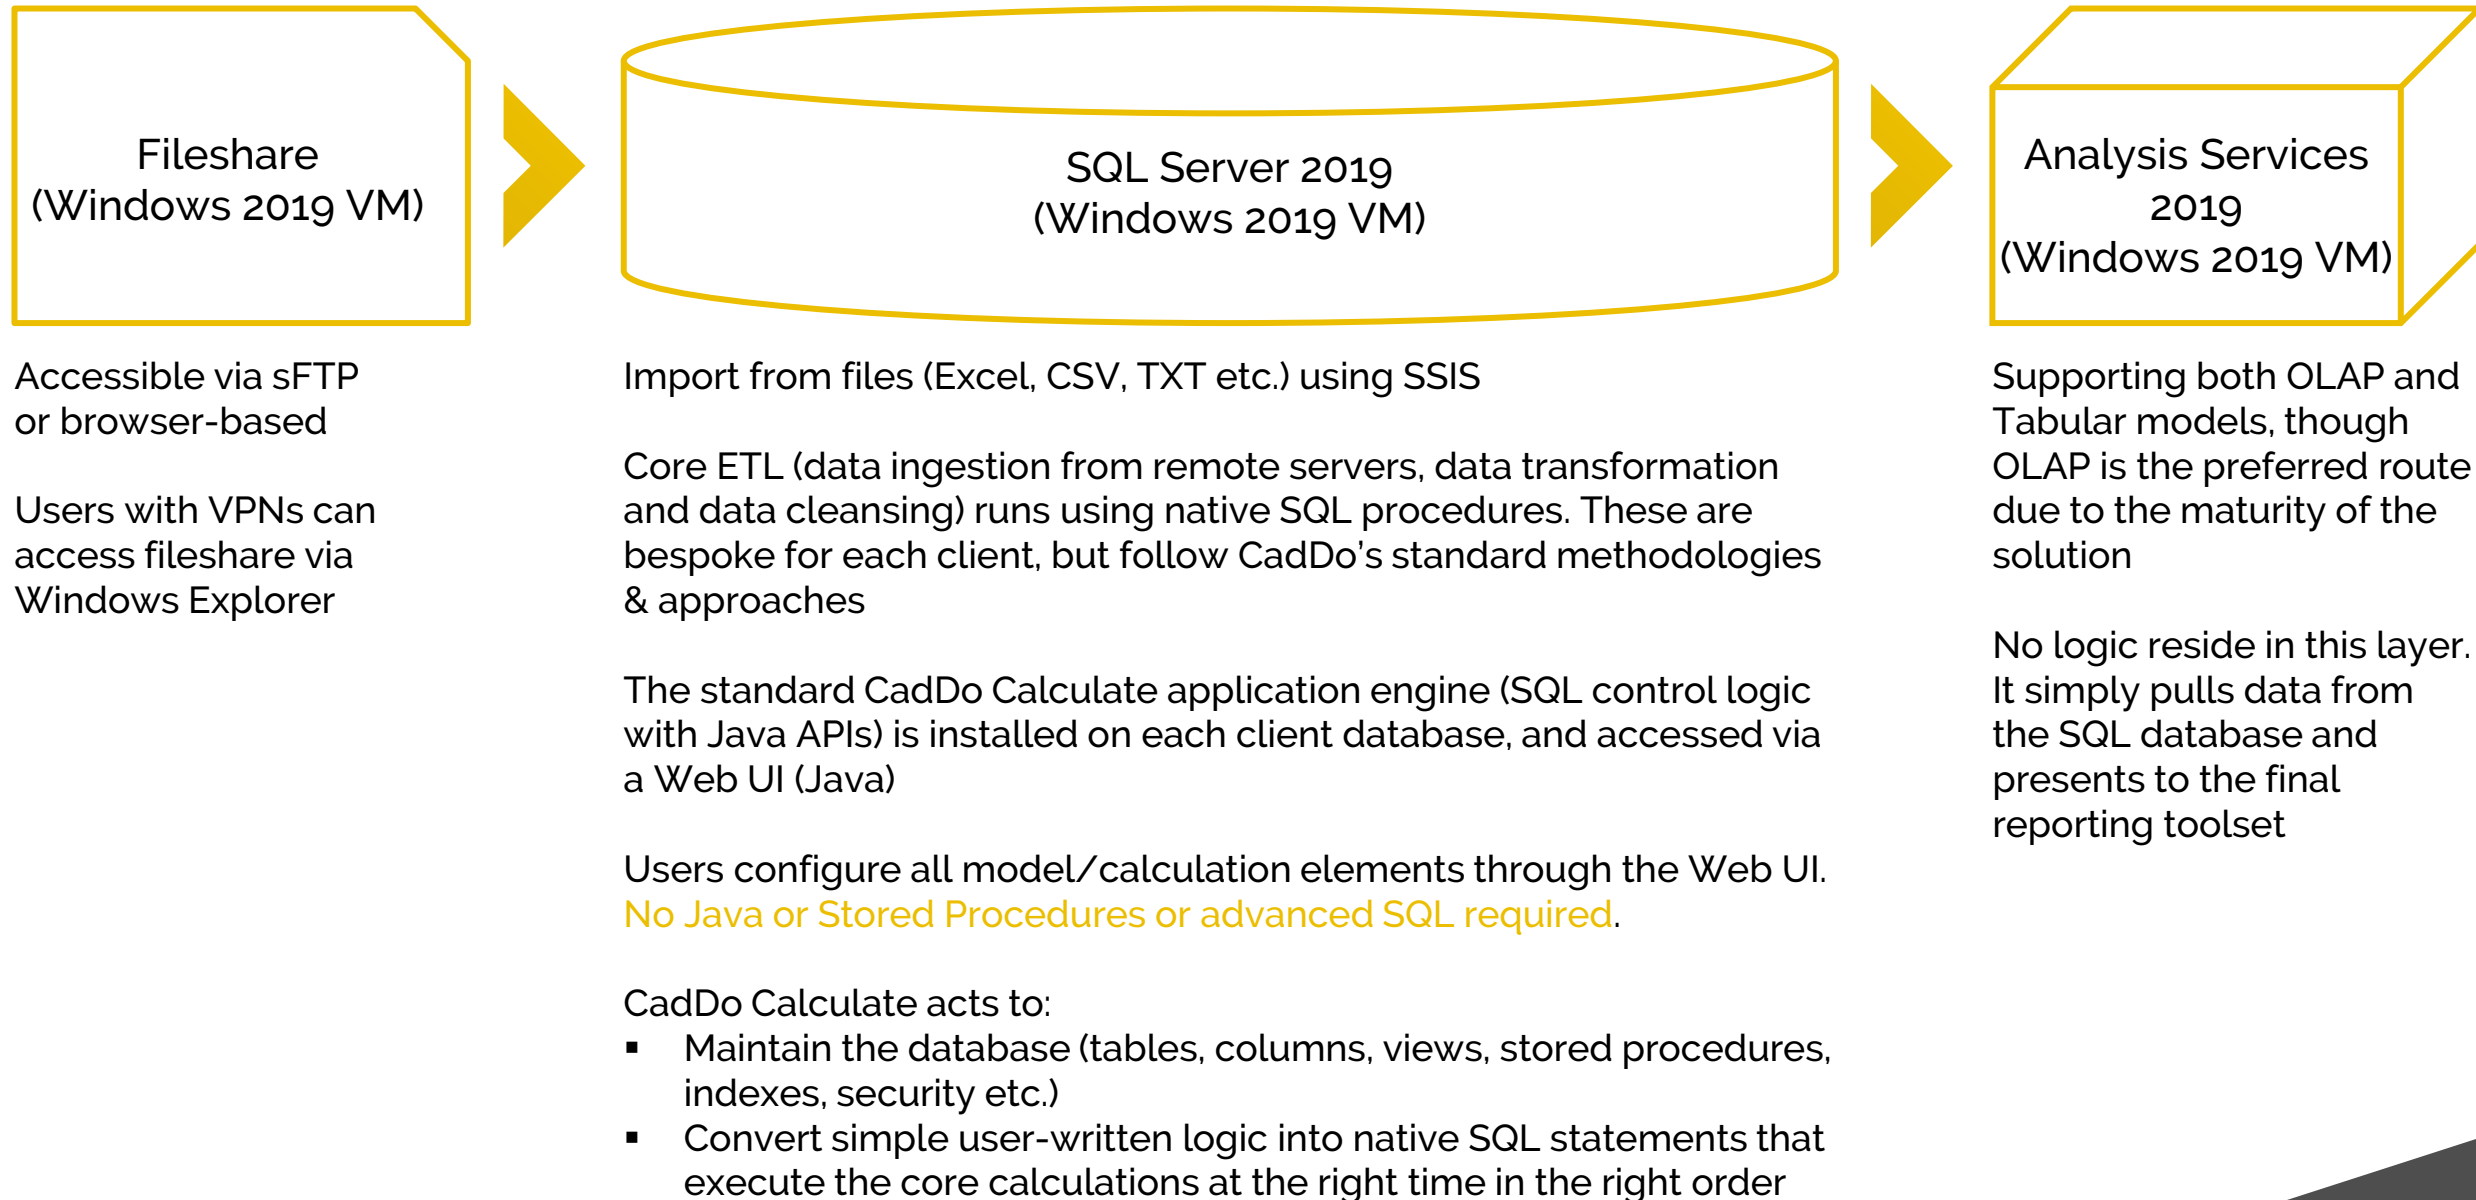 Fileshare
(Windows 2019 VM)
SQL Server 2019
(Windows 2019 VM)
Analysis Services
2019
(Windows 2019 VM)
Accessible via sFTP
or browser-based
Users with VPNs can
access fileshare via
Windows Explorer
Import from files (Excel, CSV, TXT etc.) using SSIS
Core ETL (data ingestion from remote servers, data transformation
and data cleansing) runs using native SQL procedures. These are
bespoke for each client, but follow CadDo’s standard methodologies
& approaches
The standard CadDo Calculate application engine (SQL control logic
with Java APIs) is installed on each client database, and accessed via
a Web UI (Java)
Users configure all model/calculation elements through the Web UI.
No Java or Stored Procedures or advanced SQL required.
CadDo Calculate acts to:
▪ Maintain the database (tables, columns, views, stored procedures,
indexes, security etc.)
▪ Convert simple user-written logic into native SQL statements that
execute the core calculations at the right time in the right order
Supporting both OLAP and
Tabular models, though
OLAP is the preferred route
due to the maturity of the
solution
No logic reside in this layer.
It simply pulls data from
the SQL database and
presents to the final
reporting toolset